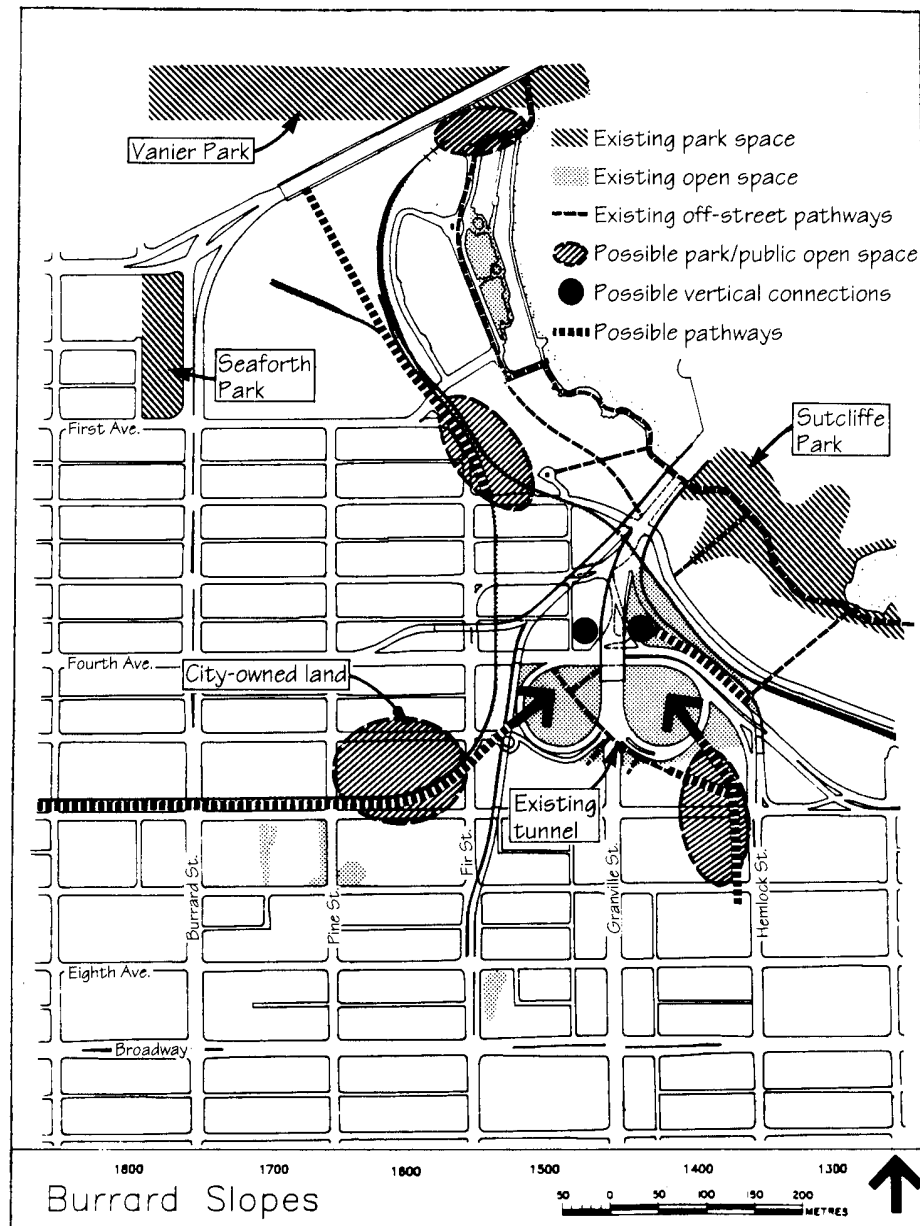 Vanier Park
Existing park space
Existing open space
Existing off-street pathways
Possible park/public open space
Possible vertical connections
Possible pathways
Seaforth
Park
Sutcliffe
Park
First Ave.
Fourth Ave.
City-owned land
Existing
tunnel
Burrard St.
Pine St.
Fir St.
Granville St.
Hemlock St.
Eighth Ave.
Broadway
1800 1700 1600 1500 1400 1300
Burrard Slopes
50 0 50 100 150 200
METRES